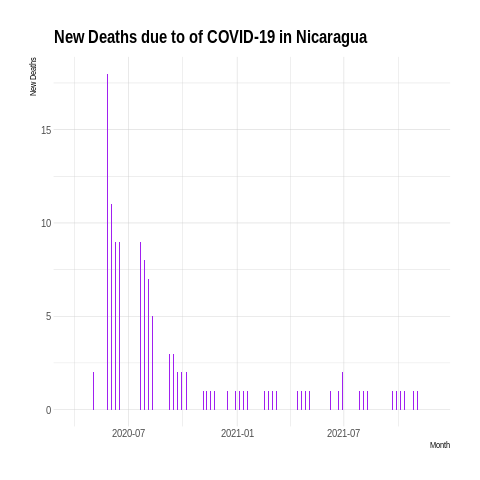 New Deaths due to of COVID-19 in Nicaragua
New Deaths
15
10
5
0
2020-07
2021-01
2021-07
Month